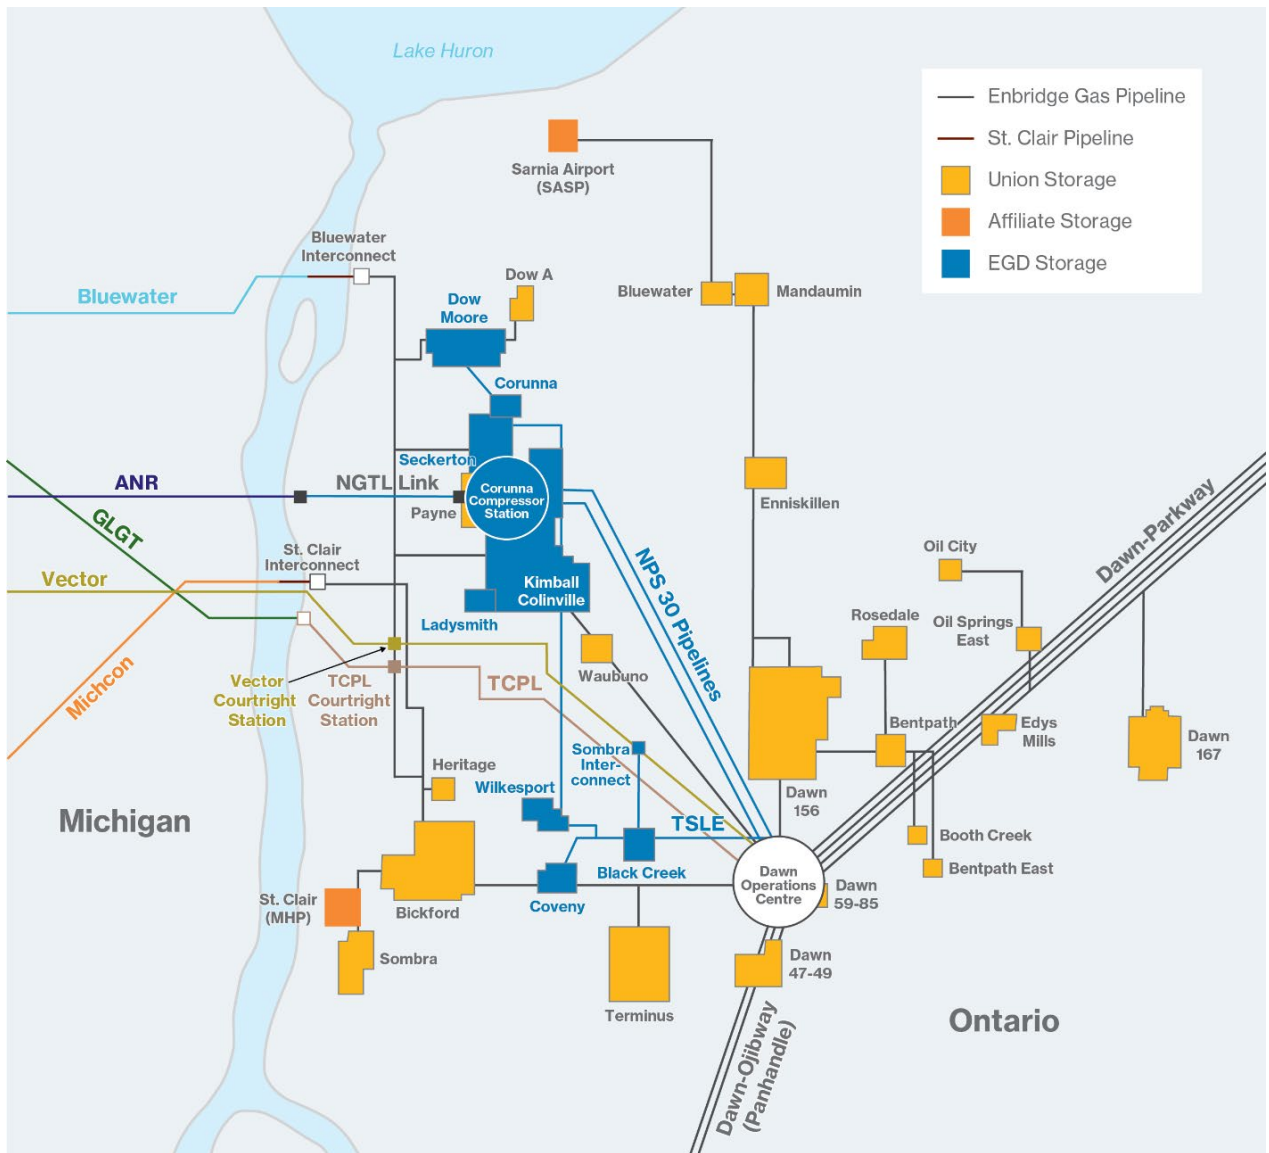 Lake Huron
Enbridge Gas Pipeline
St. Clair Pipeline
Union Storage
Affiliate Storage
EGD Storage
Sarnia Airport
(SASP)
Bluewater
Interconnect
Bluewater
Dow A
Dow
Moore
Bluewater
Mandaumin
Corunna
Seckerton
ANR
NGTL Link
Payne
Corunna
Compressor
Station
Enniskillen
GLGT
St. Clair
Interconnect
Vector
Kimball
Colinville
Ladysmith
NPS 30 Pipelines
Dawn-Parkway
Oil City
Rosedale
Oil Springs
East
Michcon
Vector
Courtright
Station
TCPL
Courtright
Station
TCPL
Waubuno
Sombra
Inter-
connect
Bentpath
Edys
Mills
Dawn
167
Heritage
Wilkesport
Dawn
156
Michigan
TSLE
Booth Creek
Black Creek
Bentpath East
Dawn
Operations
Centre
Dawn
59-85
St. Clair
(MHP)
Bickford
Coveny
Sombra
Dawn
47-49
Terminus
Dawn-Ojibway
(Panhandle)
Ontario